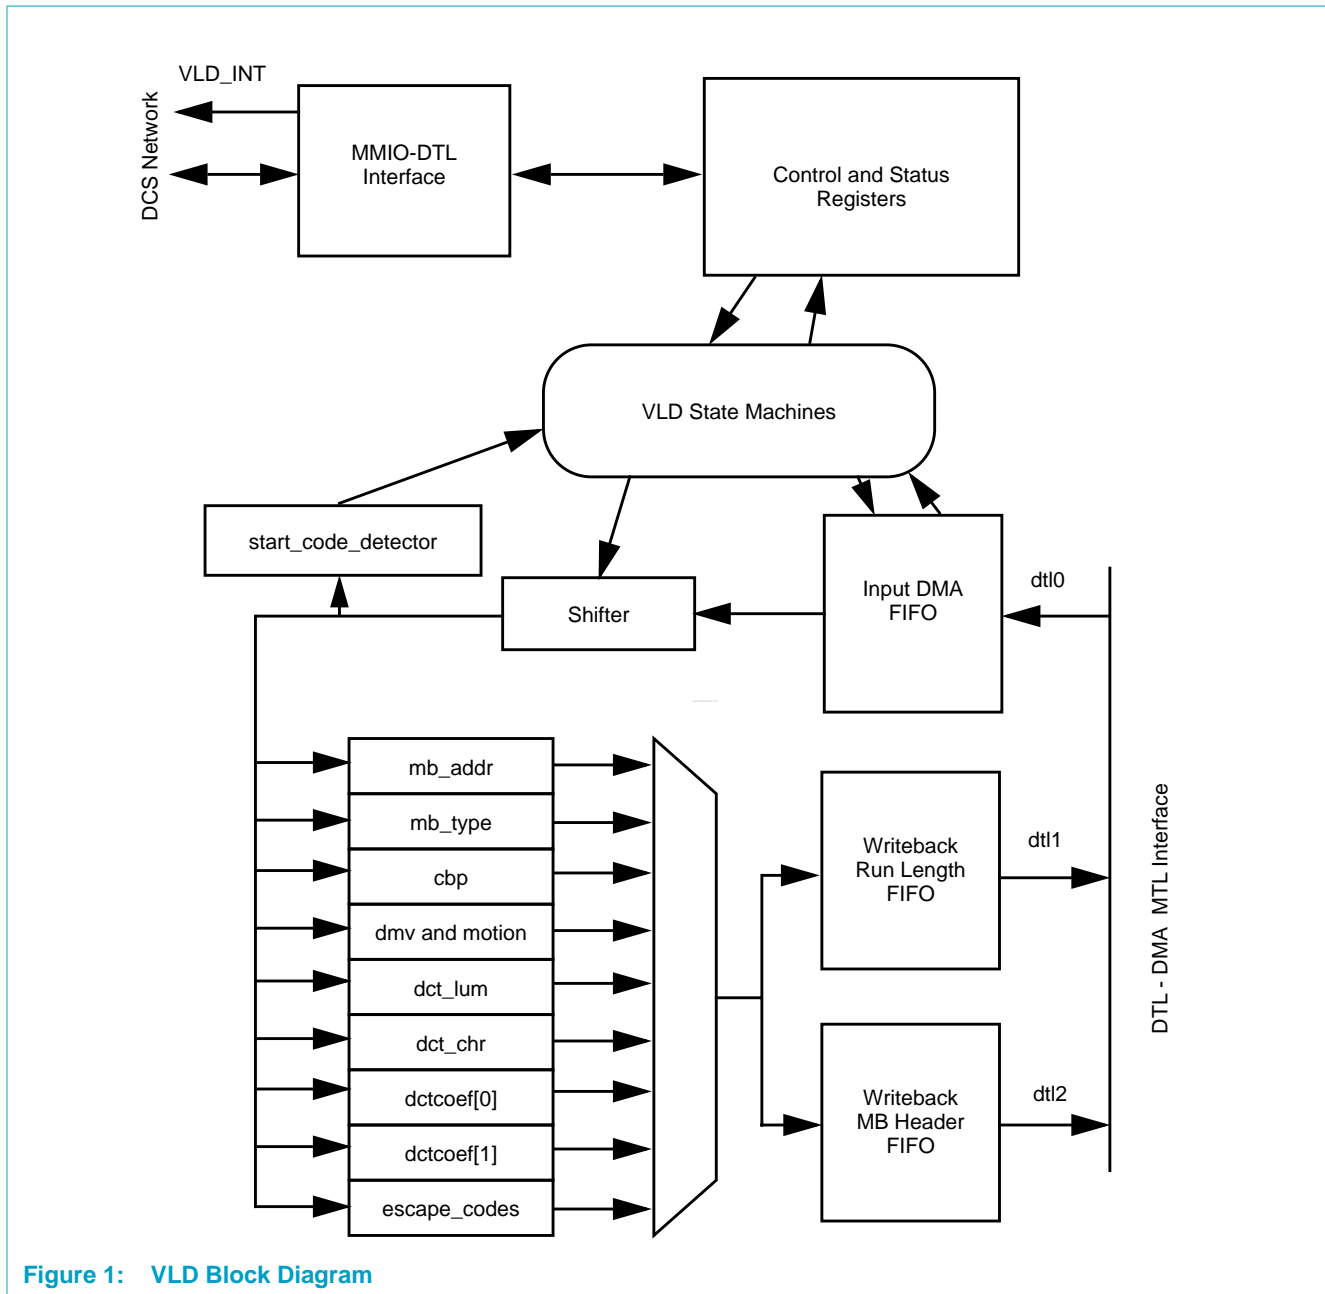 VLD_INT
DCS Network
MMIO-DTL
Interface
Control and Status
Registers
VLD State Machines
start_code_detector
Shifter
Input DMA
FIFO
dtl0
mb_addr
mb_type
cbp
dmv and motion
dct_lum
dct_chr
dctcoef[0]
dctcoef[1]
escape_codes
Writeback
Run Length
FIFO
dtl1
Writeback
MB Header
FIFO
dtl2
DTL - DMA MTL Interface
Figure 1: VLD Block Diagram